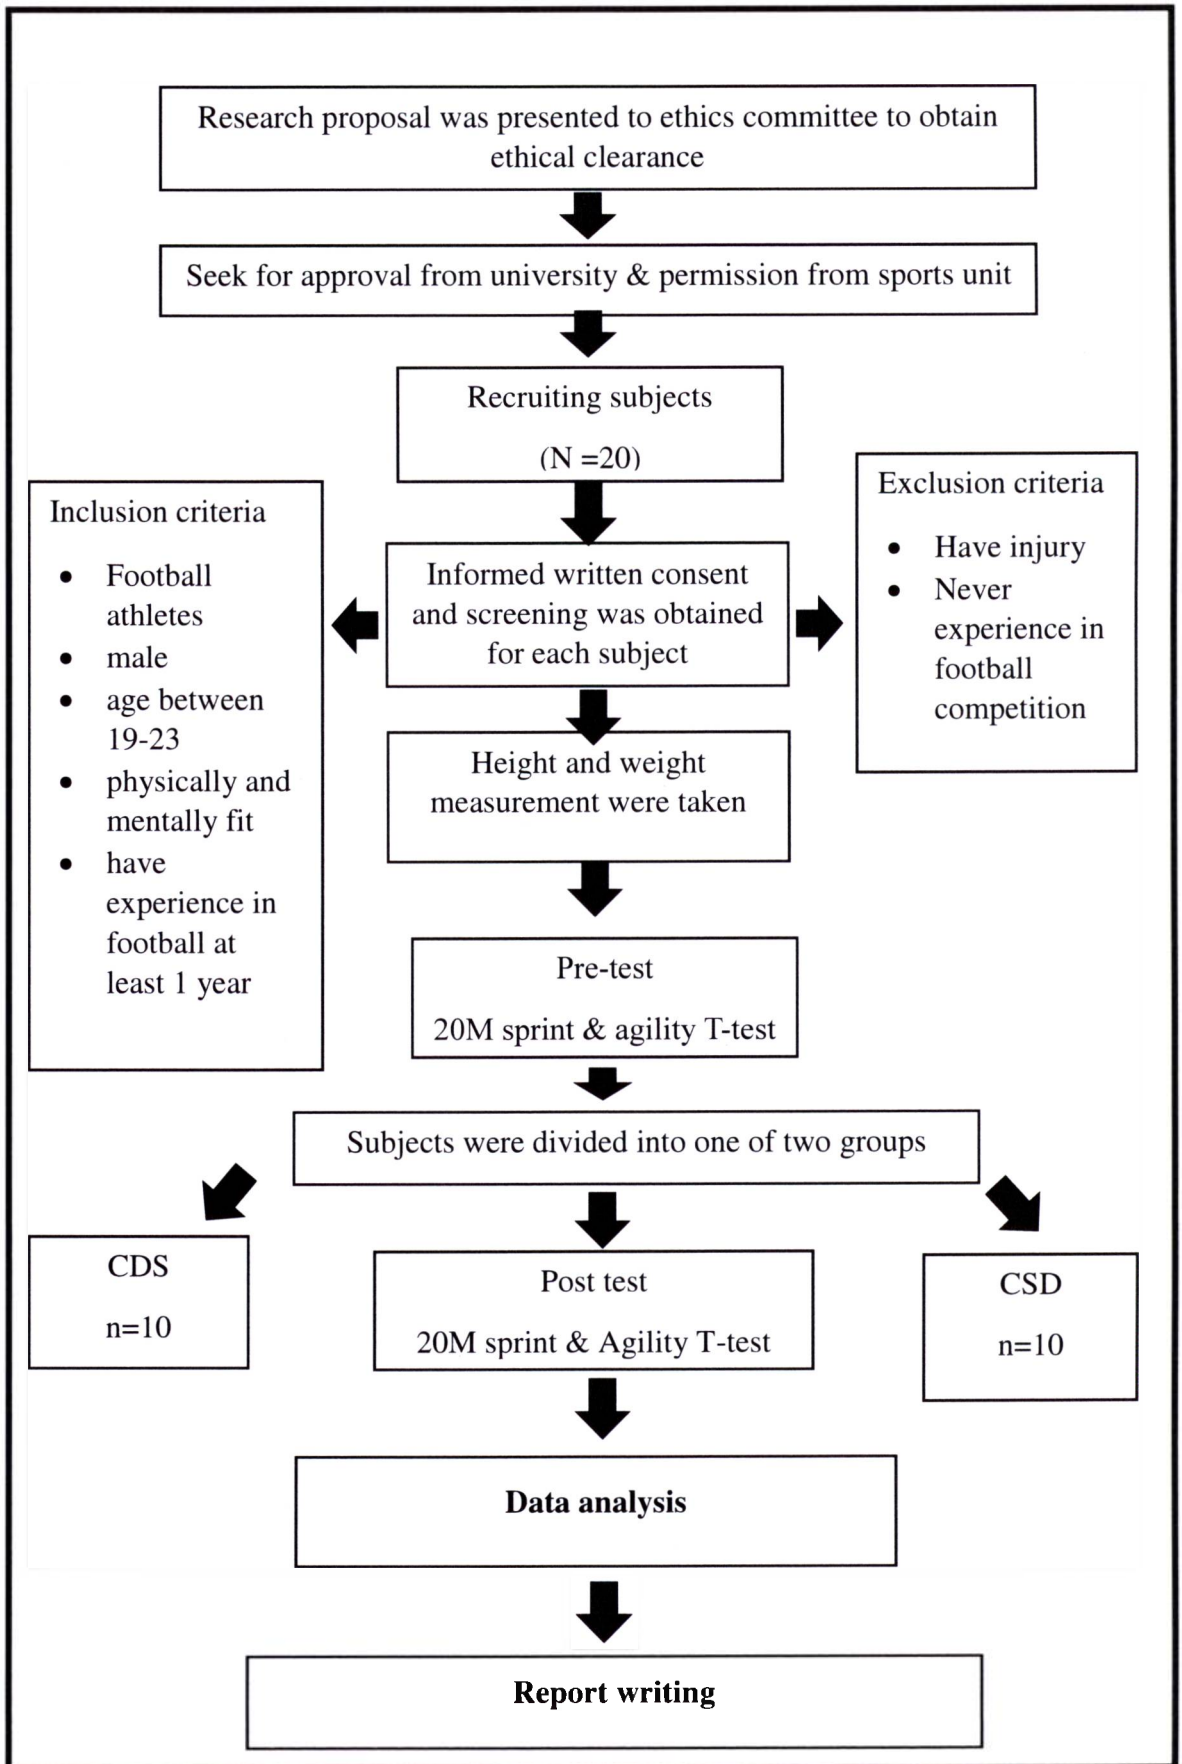 Research proposal was presented to ethics committee to obtain
ethical clearance
Seek for approval from university & permission from sports unit
Recruiting subjects
(N =20)
Inclusion criteria
• Football
athletes
• male
• age between
19-23
• physically and
mentally fit
• have
experience in
football at
least 1 year
Informed written consent
and screening was obtained
for each subject
Exclusion criteria
• Have injury
• Never
experience in
football
competition
Height and weight
measurement were taken
Pre-test
20M sprint & agility T-test
Subjects were divided into one of two groups
CDS
n=10
Post test
20M sprint & Agility T-test
CSD
n=10
Data analysis
Report writing